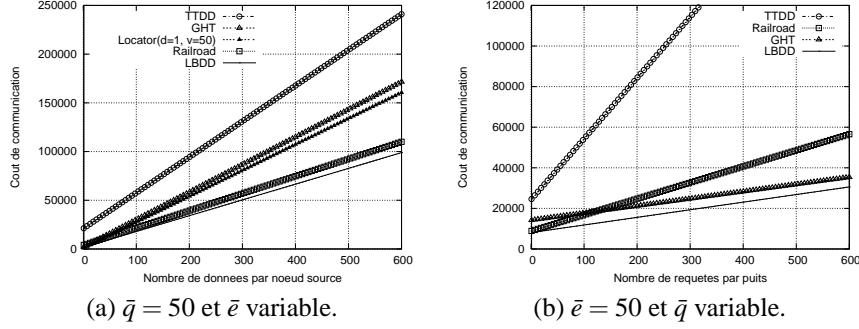 250000
200000
150000
100000
50000
0
0
100
200
300
400
500
600
Cout de communication
Nombre de donnees par noeud source
TTDD
GHT
Locator(d=1, v=50)
Railroad
LBDD
(a) q̄ = 50 et ē variable.
120000
100000
80000
60000
40000
20000
0
0
100
200
300
400
500
600
Cout de communication
Nombre de requetes par puits
TTDD
Railroad
GHT
LBDD
(b) ē = 50 et q̄ variable.